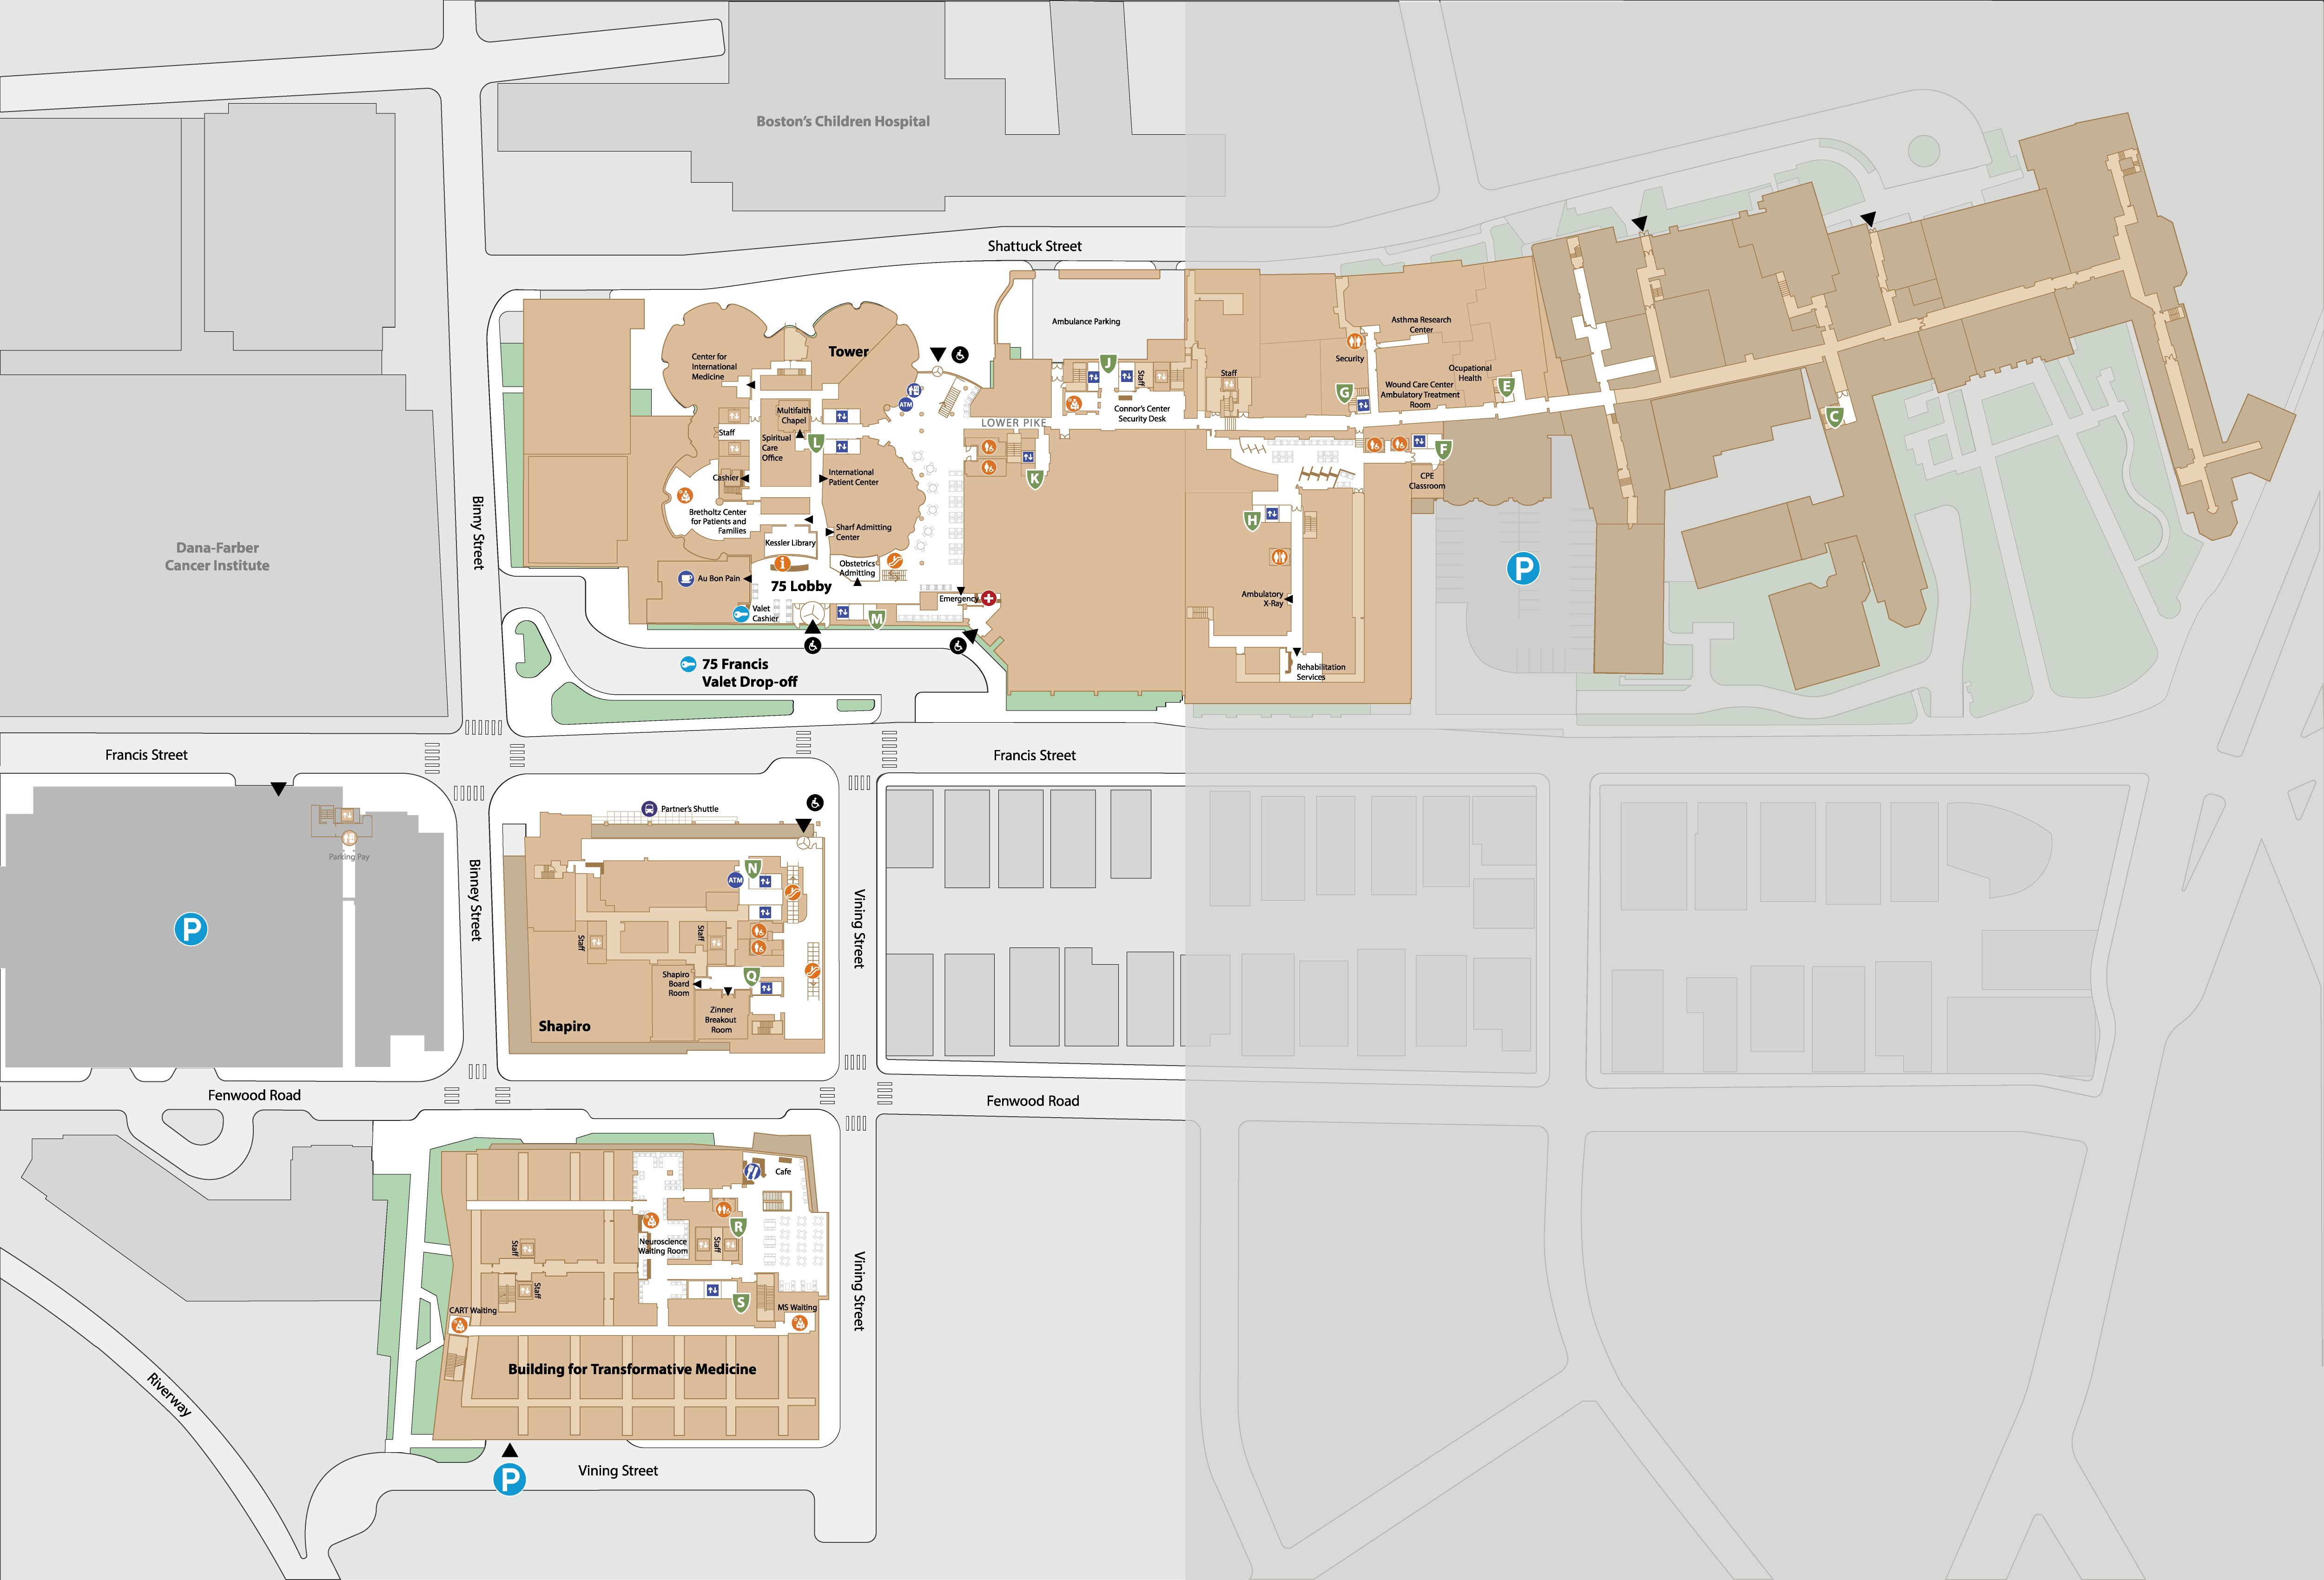 Boston's Children Hospital
Shattuck Street
Ambulance Parking
Asthma Research
Center
Tower
Center for
International
Medicine
Security
J
Staff
Staff
Ocupational
Health
E
ATM
G
Wound Care Center
Ambulatory Treatment
Room
Multifaith
Chapel
Connor's Center
Security Desk
C
LOWER PIKE
Staff
L
Spiritual
Care
Office
F
K
Cashier
International
Patient Center
CPE
Classroom
Bretholtz Center
for Patients and
Families
H
Sharf Admitting
Center
Binny Street
Kessler Library
Dana-Farber
Cancer Institute
i
Obstetrics
Admitting
P
Au Bon Pain
75 Lobby
Emergency
Ambulatory
X-Ray
Valet
Cashier
M
75 Francis
Valet Drop-off
Rehabilitation
Services
Francis Street
Francis Street
Partner's Shuttle
Parking Pay
N
ATM
Binney Street
Vining Street
P
Staff
Staff
Q
Shapiro
Board
Room
Zinner
Breakout
Room
Shapiro
Fenwood Road
Fenwood Road
Cafe
R
Neuroscience
Waiting Room
Staff
Staff
Staff
Vining Street
S
CART Waiting
MS Waiting
Building for Transformative Medicine
Riverway
P
Vining Street